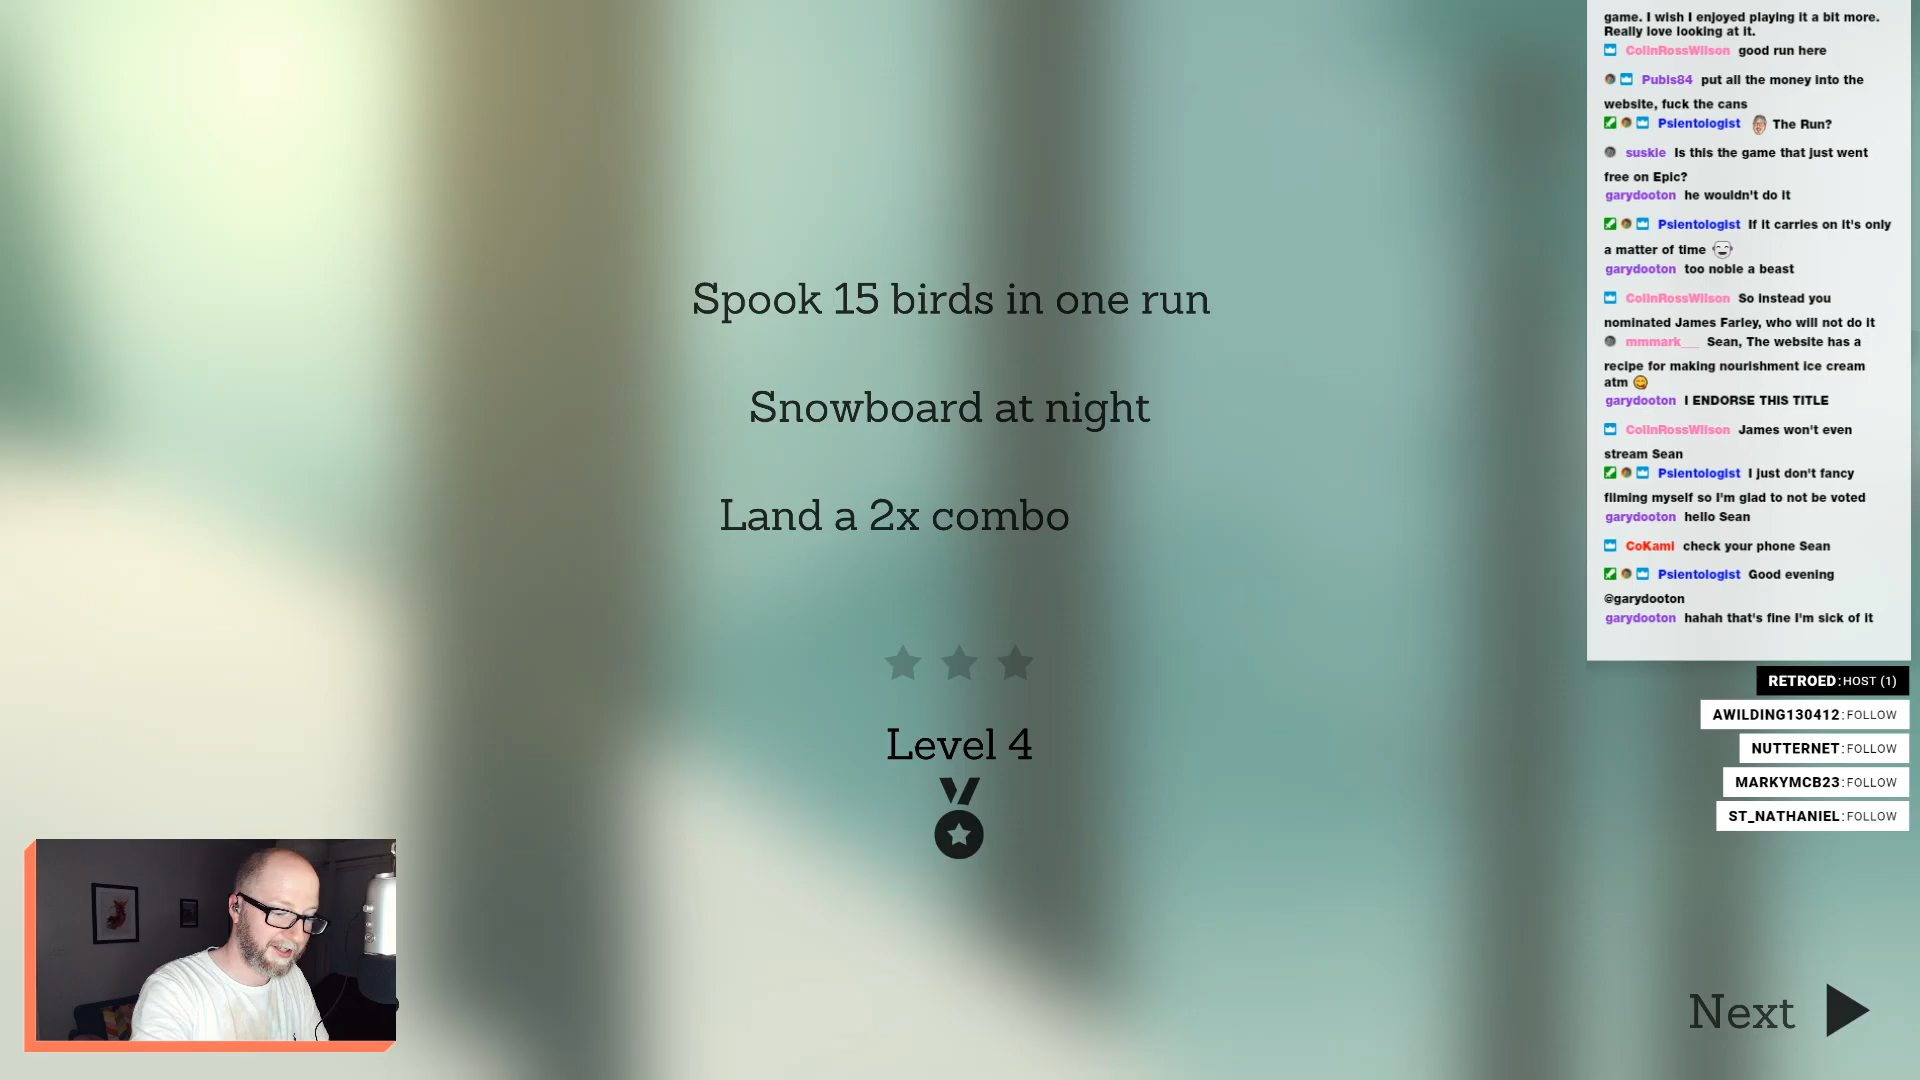 Spook 15 birds in one run
Snowboard at night
Land a 2x combo
Level 4
Next
game. I wish I enjoyed playing it a bit more.
Really love looking at it.
ColinRossWilson good run here
Pubis84 put all the money into the
website, fuck the cans
Psientologist The Run?
suskie Is this the game that just went
free on Epic?
garydooton he wouldn't do it
Psientologist If it carries on it's only
a matter of time
garydooton too noble a beast
ColinRossWilson So instead you
nominated James Farley, who will not do it
mmmark__ Sean, The website has a
recipe for making nourishment ice cream
atm
garydooton I ENDORSE THIS TITLE
ColinRossWilson James won't even
stream Sean
Psientologist I just don't fancy
filming myself so I'm glad to not be voted
garydooton hello Sean
CoKami check your phone Sean
Psientologist Good evening
@garydooton
garydooton hahah that's fine I'm sick of it
RETROED:HOST (1)
AWILDING130412:FOLLOW
NUTTERNET:FOLLOW
MARKYMCB23:FOLLOW
ST_NATHANIEL:FOLLOW